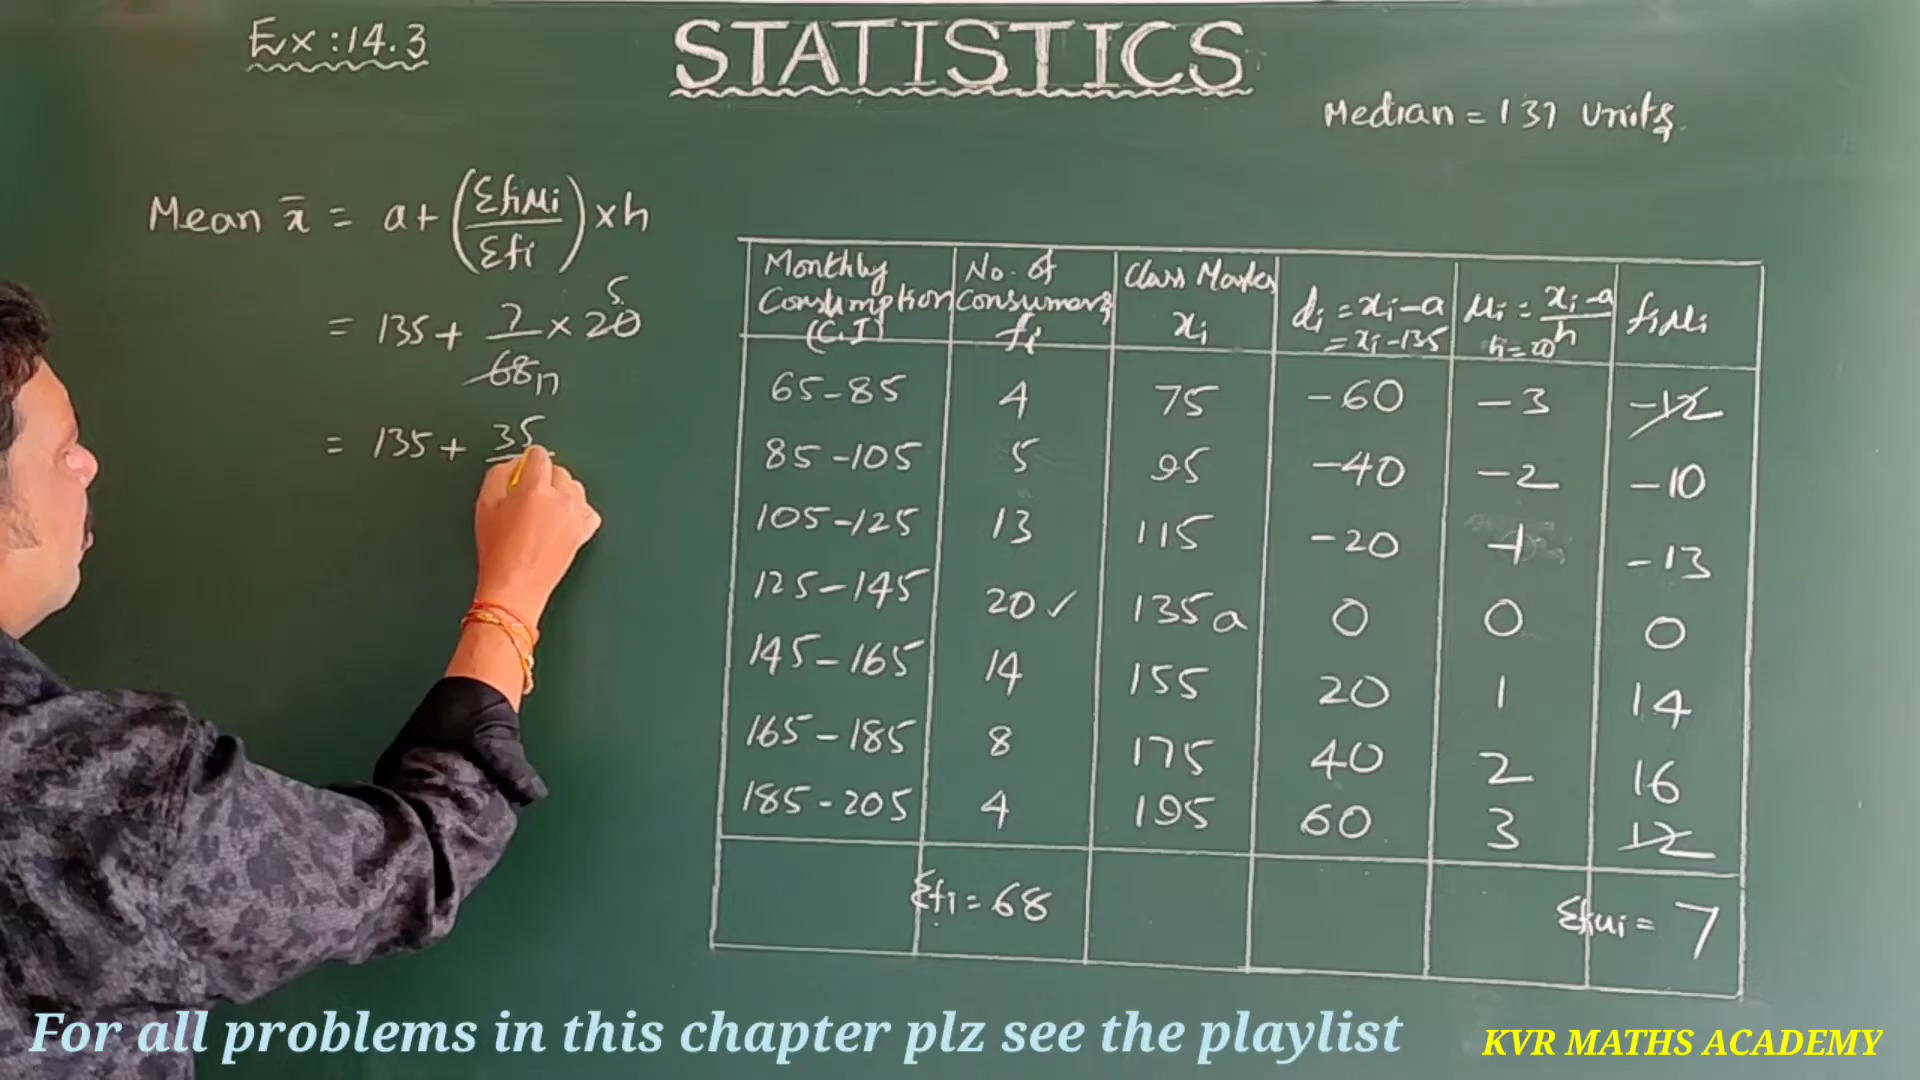 Ex : 14.3
STATISTICS
Median = 137 units.
Mean x̄ = a + (Σfiμi / Σfi) × h
= 135 + 7/68 × 20
5
17
= 135 + 35
Monthly Consumption (C.I) | No. of Consumers fi | Class Marks xi | di = xi - a = xi - 135 | μi = xi - a / h h = 20 | fiμi
65 - 85 | 4 | 75 | -60 | -3 | -12
85 - 105 | 5 | 95 | -40 | -2 | -10
105 - 125 | 13 | 115 | -20 | -1 | -13
125 - 145 | 20 ✓ | 135 a | 0 | 0 | 0
145 - 165 | 14 | 155 | 20 | 1 | 14
165 - 185 | 8 | 175 | 40 | 2 | 16
185 - 205 | 4 | 195 | 60 | 3 | 12
Σfi = 68 | Σfiui = 7
For all problems in this chapter plz see the playlist
KVR MATHS ACADEMY